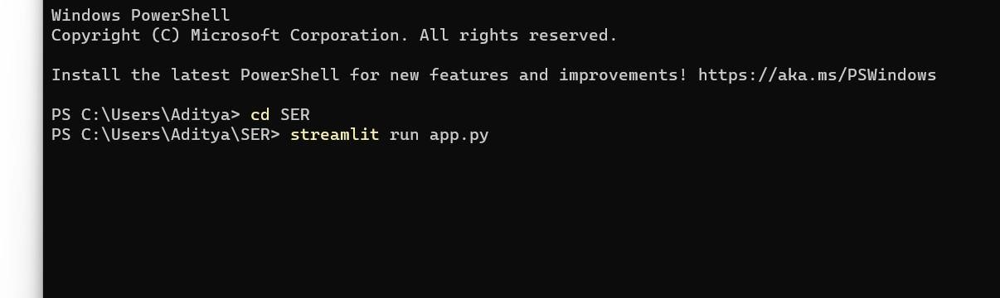 Windows PowerShell
Copyright (C) Microsoft Corporation. All rights reserved.
Install the latest PowerShell for new features and improvements! https://aka.ms/PSWindows
PS C:\Users\Aditya> cd SER
PS C:\Users\Aditya\SER> streamlit run app.py